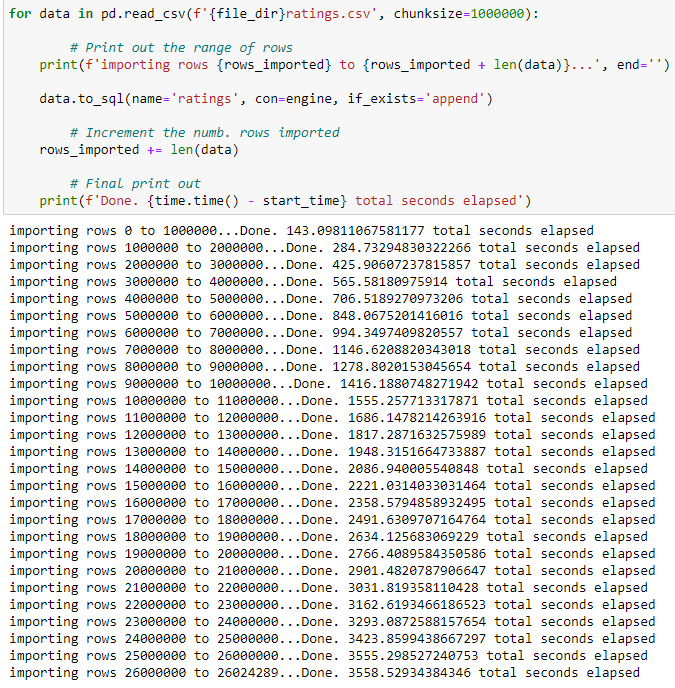 for data in pd.read_csv(f'{file_dir}ratings.csv', chunksize=1000000):
# Print out the range of rows
print(f'importing rows {rows_imported} to {rows_imported + len(data)}...', end='')
data.to_sql(name='ratings', con=engine, if_exists='append')
# Increment the numb. rows imported
rows_imported += len(data)
# Final print out
print(f'Done. {time.time() - start_time} total seconds elapsed')
importing rows 0 to 1000000...Done. 143.09811067581177 total seconds elapsed
importing rows 1000000 to 2000000...Done. 284.73294830322266 total seconds elapsed
importing rows 2000000 to 3000000...Done. 425.90607237815857 total seconds elapsed
importing rows 3000000 to 4000000...Done. 565.58180975914 total seconds elapsed
importing rows 4000000 to 5000000...Done. 706.5189270973206 total seconds elapsed
importing rows 5000000 to 6000000...Done. 848.0675201416016 total seconds elapsed
importing rows 6000000 to 7000000...Done. 994.3497409820557 total seconds elapsed
importing rows 7000000 to 8000000...Done. 1146.6208820343018 total seconds elapsed
importing rows 8000000 to 9000000...Done. 1278.8020153045654 total seconds elapsed
importing rows 9000000 to 10000000...Done. 1416.1880748271942 total seconds elapsed
importing rows 10000000 to 11000000...Done. 1555.257713317871 total seconds elapsed
importing rows 11000000 to 12000000...Done. 1686.1478214263916 total seconds elapsed
importing rows 12000000 to 13000000...Done. 1817.2871632575989 total seconds elapsed
importing rows 13000000 to 14000000...Done. 1948.3151664733887 total seconds elapsed
importing rows 14000000 to 15000000...Done. 2086.940005540848 total seconds elapsed
importing rows 15000000 to 16000000...Done. 2221.0314033031464 total seconds elapsed
importing rows 16000000 to 17000000...Done. 2358.5794858932495 total seconds elapsed
importing rows 17000000 to 18000000...Done. 2491.6309707164764 total seconds elapsed
importing rows 18000000 to 19000000...Done. 2634.125683069229 total seconds elapsed
importing rows 19000000 to 20000000...Done. 2766.4089584350586 total seconds elapsed
importing rows 20000000 to 21000000...Done. 2901.4820787906647 total seconds elapsed
importing rows 21000000 to 22000000...Done. 3031.819358110428 total seconds elapsed
importing rows 22000000 to 23000000...Done. 3162.6193466186523 total seconds elapsed
importing rows 23000000 to 24000000...Done. 3293.0872588157654 total seconds elapsed
importing rows 24000000 to 25000000...Done. 3423.8599438667297 total seconds elapsed
importing rows 25000000 to 26000000...Done. 3555.298527240753 total seconds elapsed
importing rows 26000000 to 26024289...Done. 3558.52934384346 total seconds elapsed